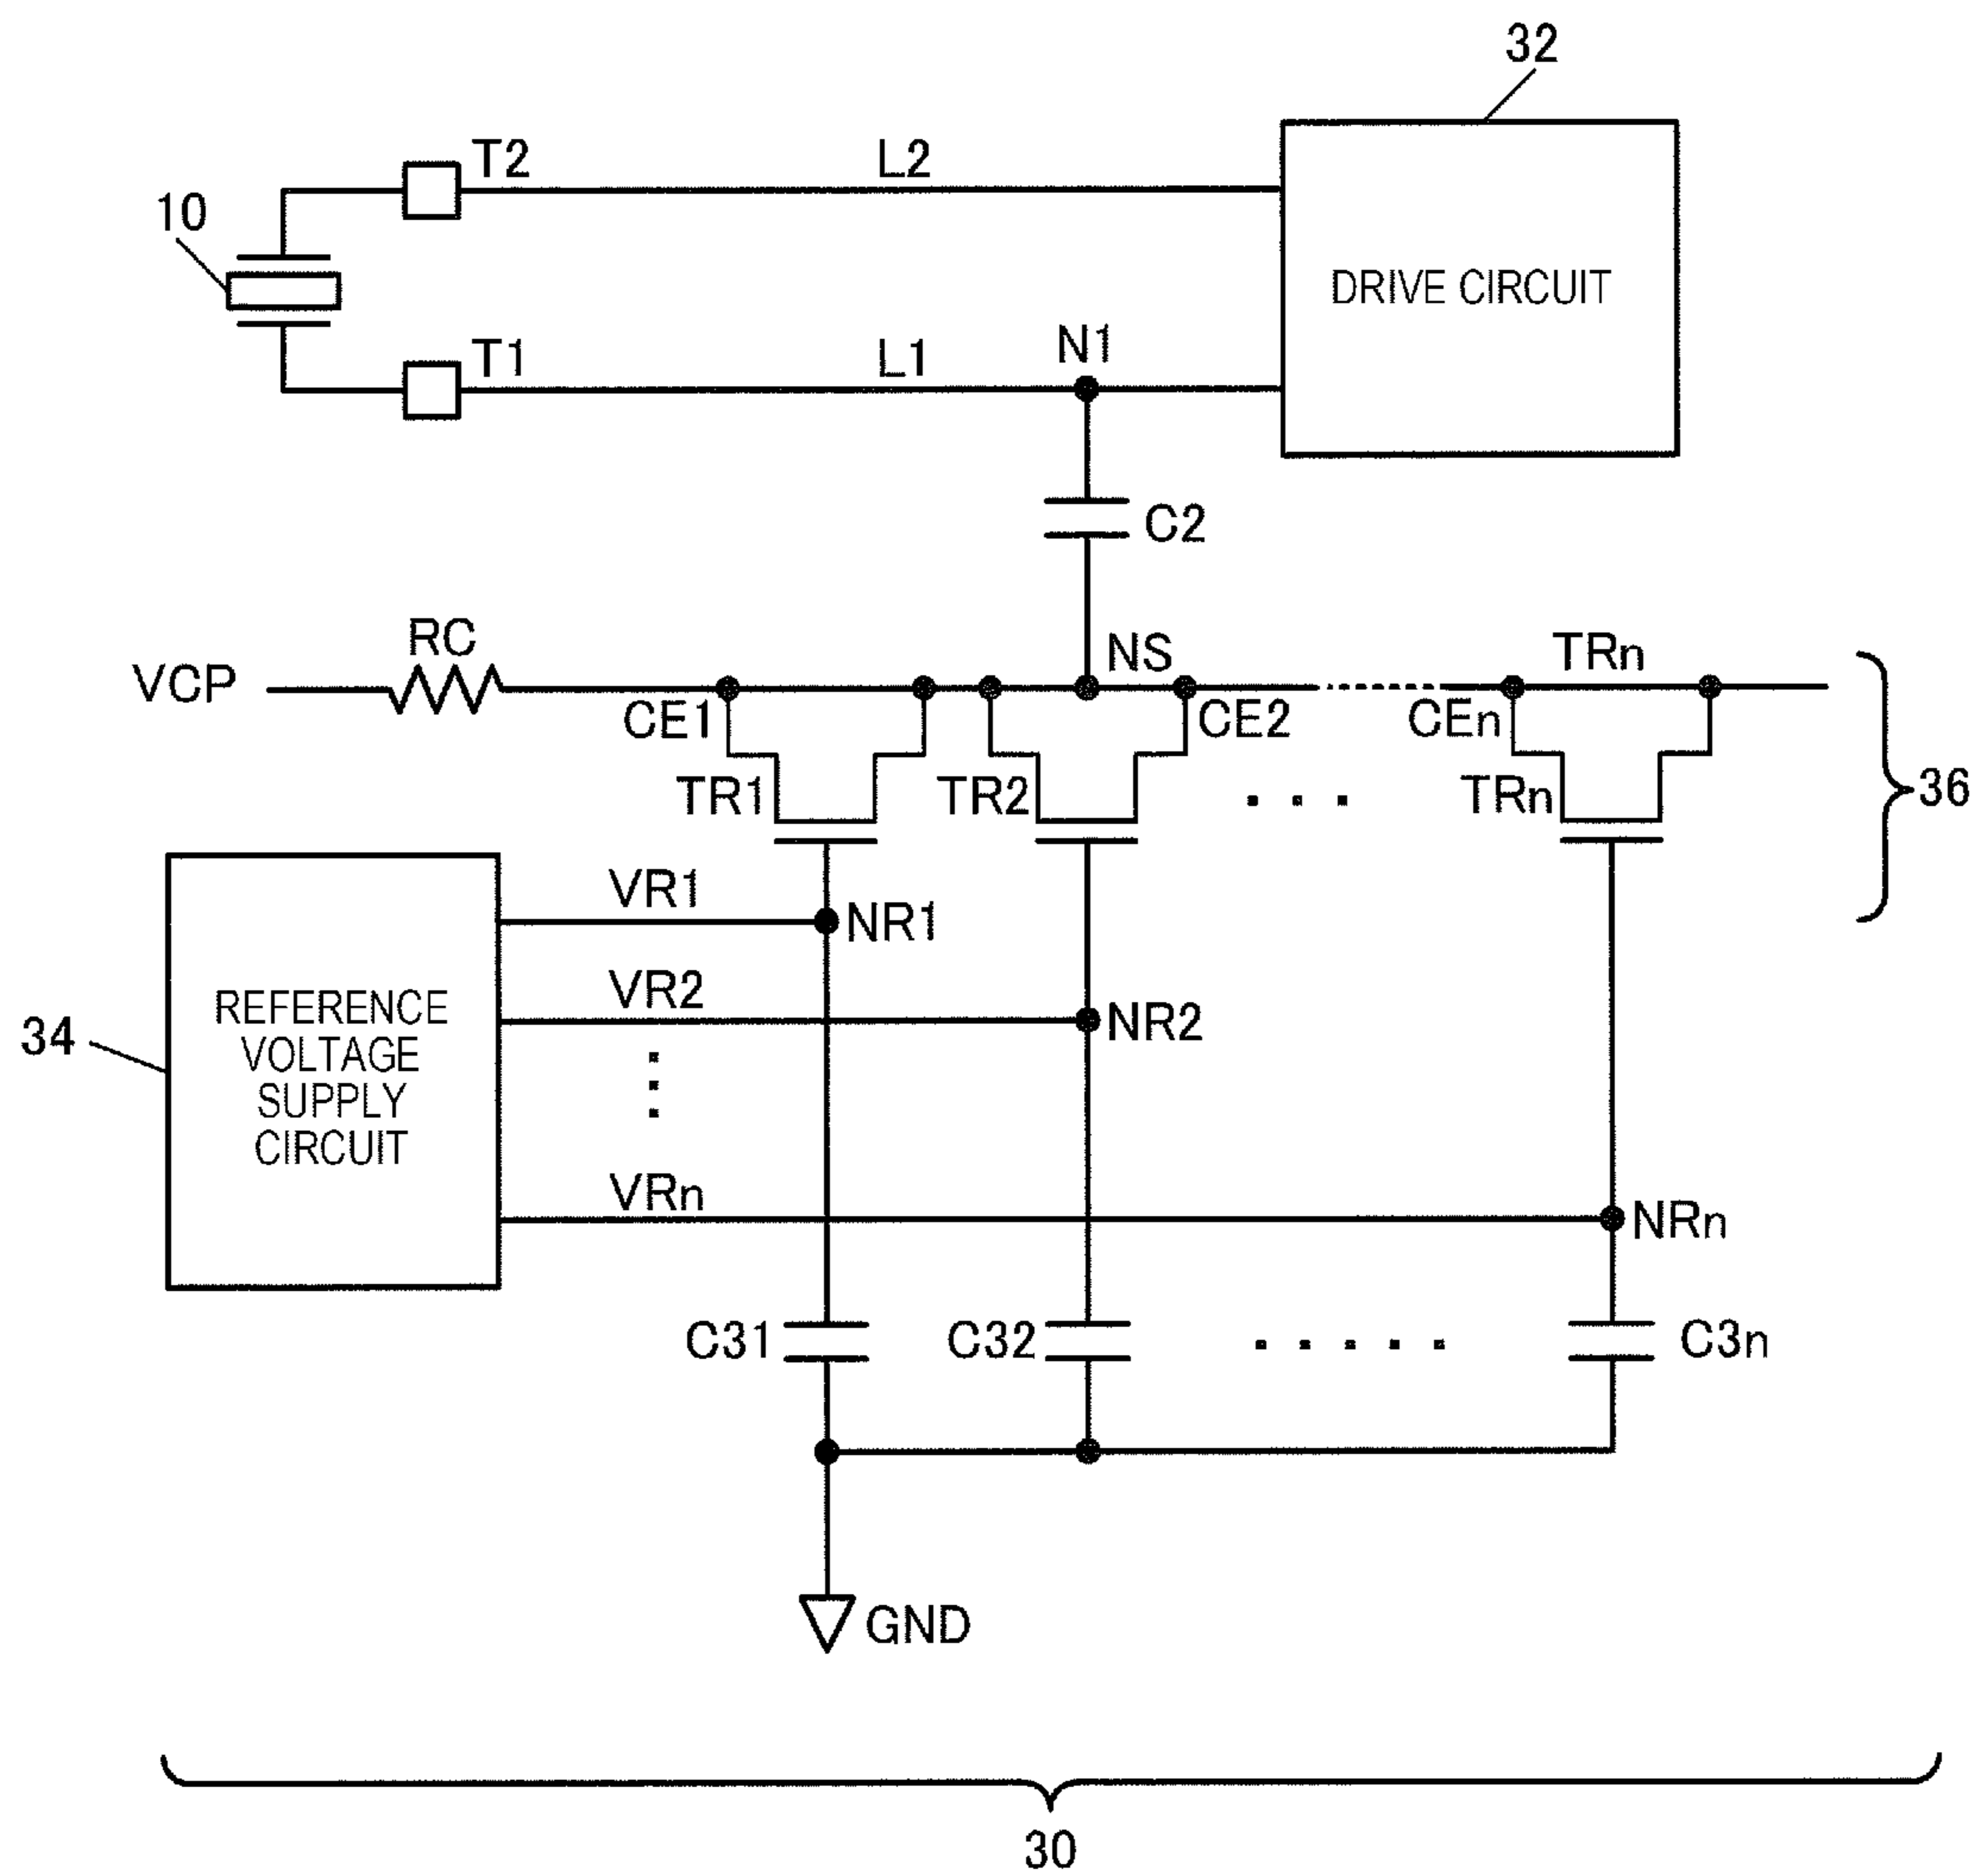 32
T2
L2
10
DRIVE CIRCUIT
T1
L1
N1
C2
RC
NS
TRn
VCP
CE1
CE2
CEn
TR1
TR2
. . .
TRn
36
VR1
NR1
VR2
NR2
34
REFERENCE
VOLTAGE
SUPPLY
CIRCUIT
VRn
NRn
C31
C32
. . . . .
C3n
GND
30